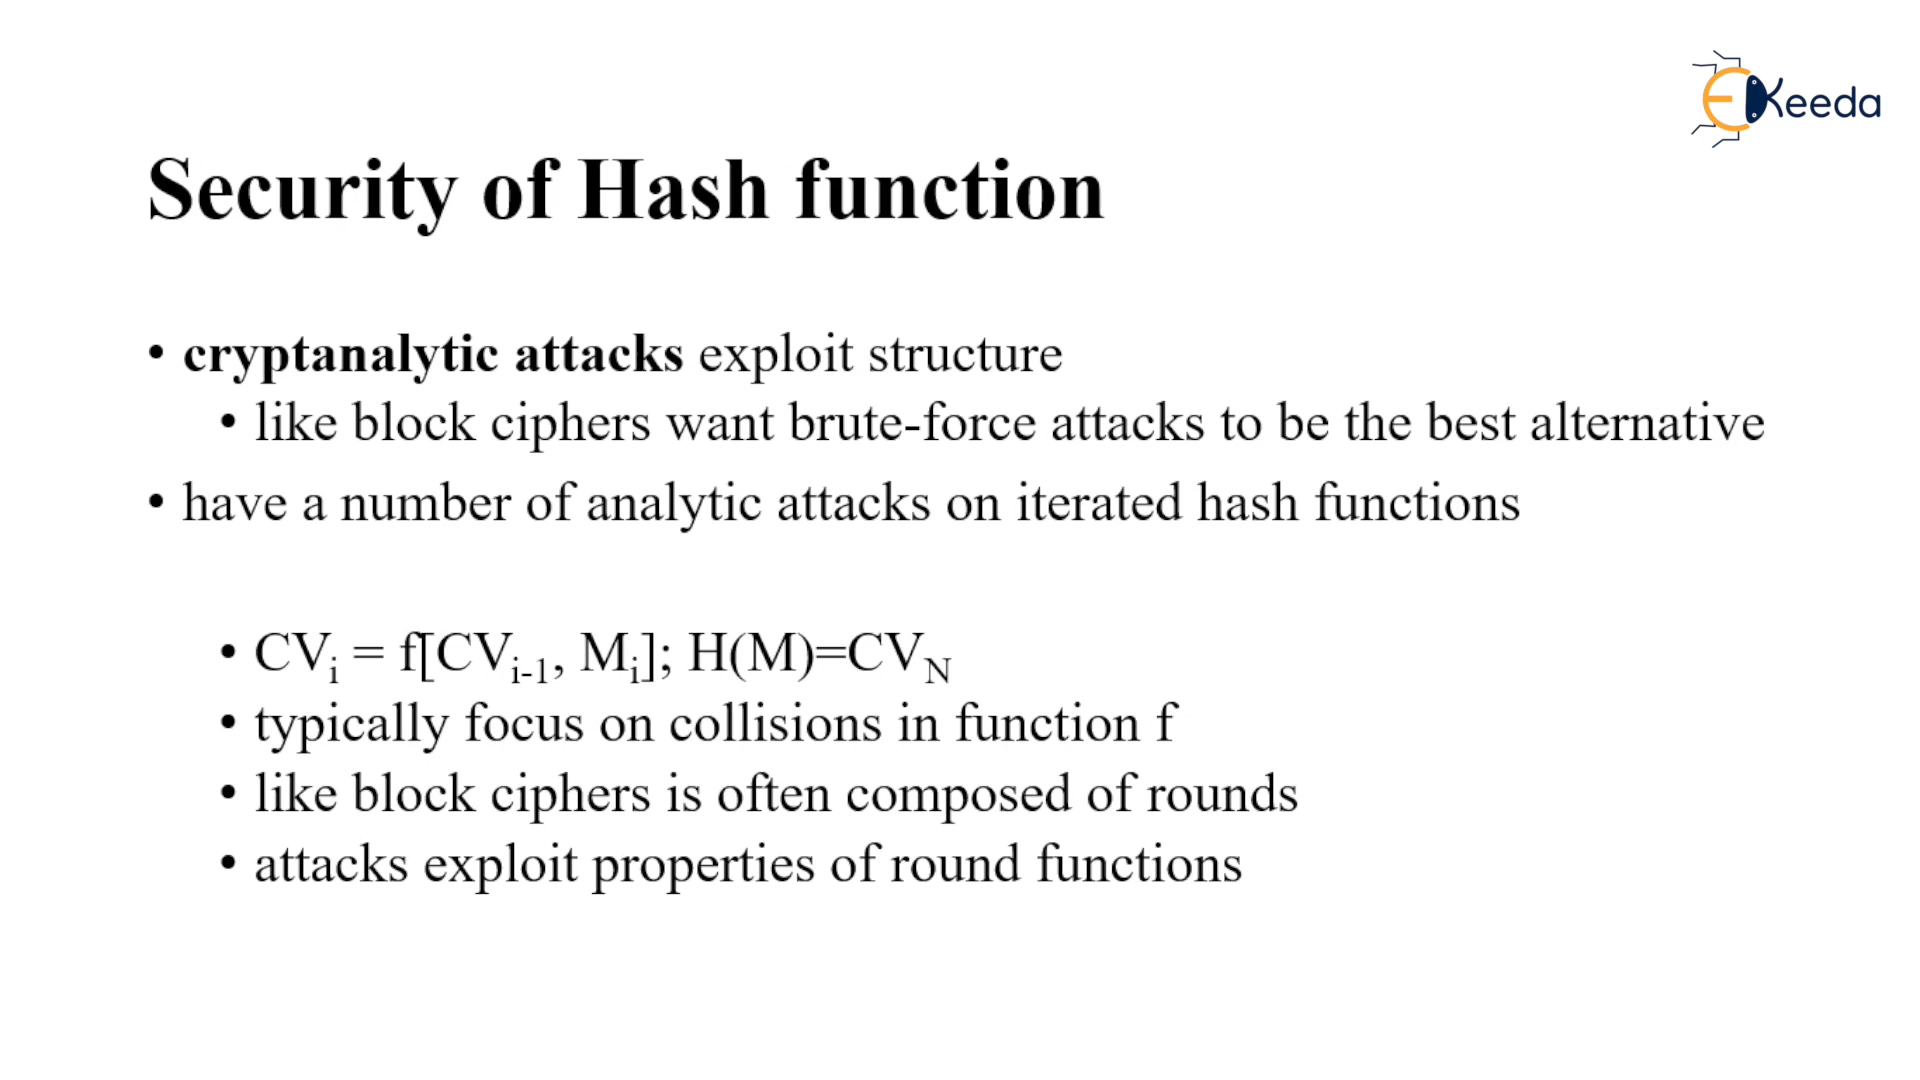 EKeeda
Security of Hash function
• cryptanalytic attacks exploit structure
• like block ciphers want brute-force attacks to be the best alternative
• have a number of analytic attacks on iterated hash functions
• CVi = f[CVi-1, Mi]; H(M)=CVN
• typically focus on collisions in function f
• like block ciphers is often composed of rounds
• attacks exploit properties of round functions